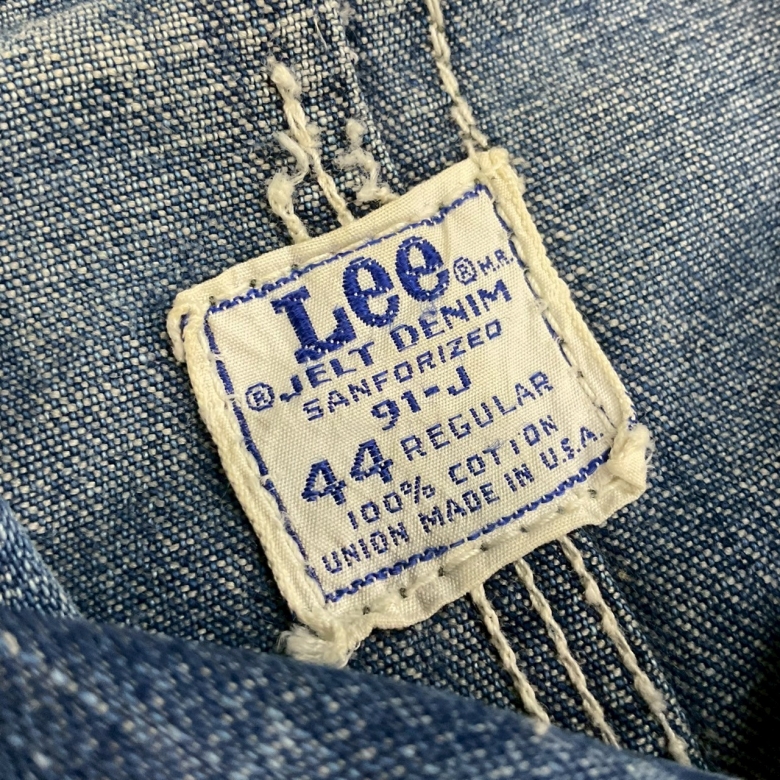 Lee ® M.R.
® JELT DENIM
SANFORIZED
91-J
44 REGULAR
100% COTTON
UNION MADE IN U.S.A.